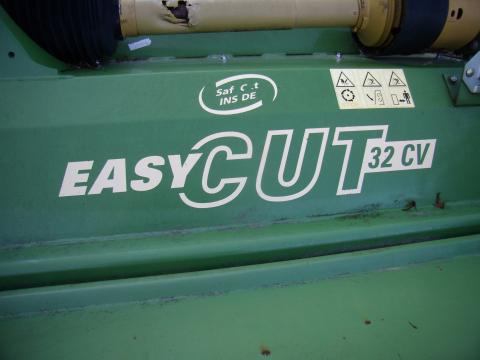 Saf C.t
INS DE
EASYCUT 32 CV